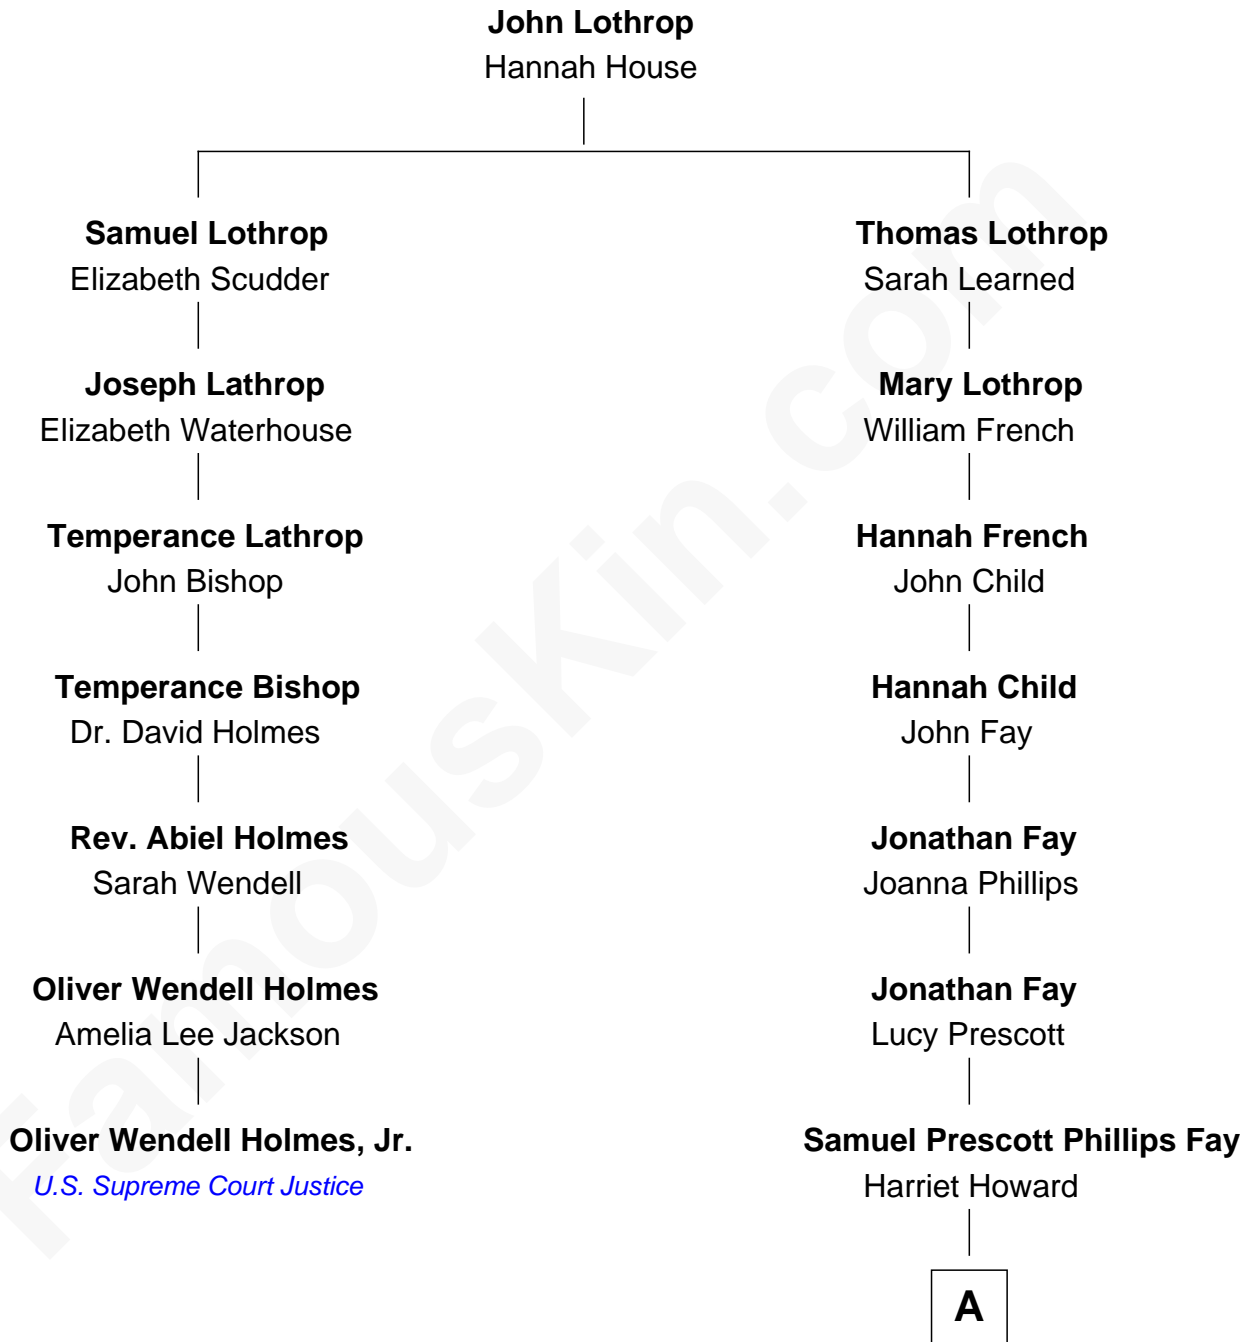 John Lothrop
Hannah House
Samuel Lothrop
Elizabeth Scudder
Joseph Lathrop
Elizabeth Waterhouse
Temperance Lathrop
John Bishop
Temperance Bishop
Dr. David Holmes
Rev. Abiel Holmes
Sarah Wendell
Oliver Wendell Holmes
Amelia Lee Jackson
Oliver Wendell Holmes, Jr.
U.S. Supreme Court Justice
Thomas Lothrop
Sarah Learned
Mary Lothrop
William French
Hannah French
John Child
Hannah Child
John Fay
Jonathan Fay
Joanna Phillips
Jonathan Fay
Lucy Prescott
Samuel Prescott Phillips Fay
Harriet Howard
A
FamousKin.com